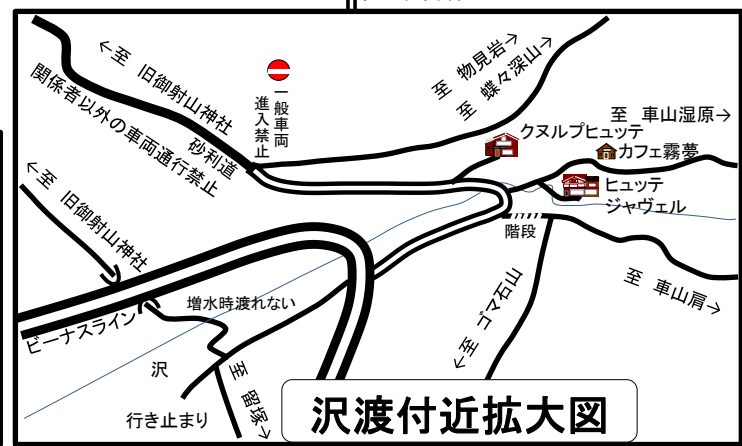 ←至 旧御射山神社
関係者以外の車両通行禁止
砂利道
一般車両
進入禁止
至 物見岩→
至 蝶々深山→
クヌルプヒュッテ
至 車山湿原→
カフェ霧夢
ヒュッテ
ジャヴェル
階段
至 車山肩→
←至 ゴマ石山
←至 旧御射山神社
ビーナスライン
増水時渡れない
沢
至 留塚→
行き止まり
沢渡付近拡大図